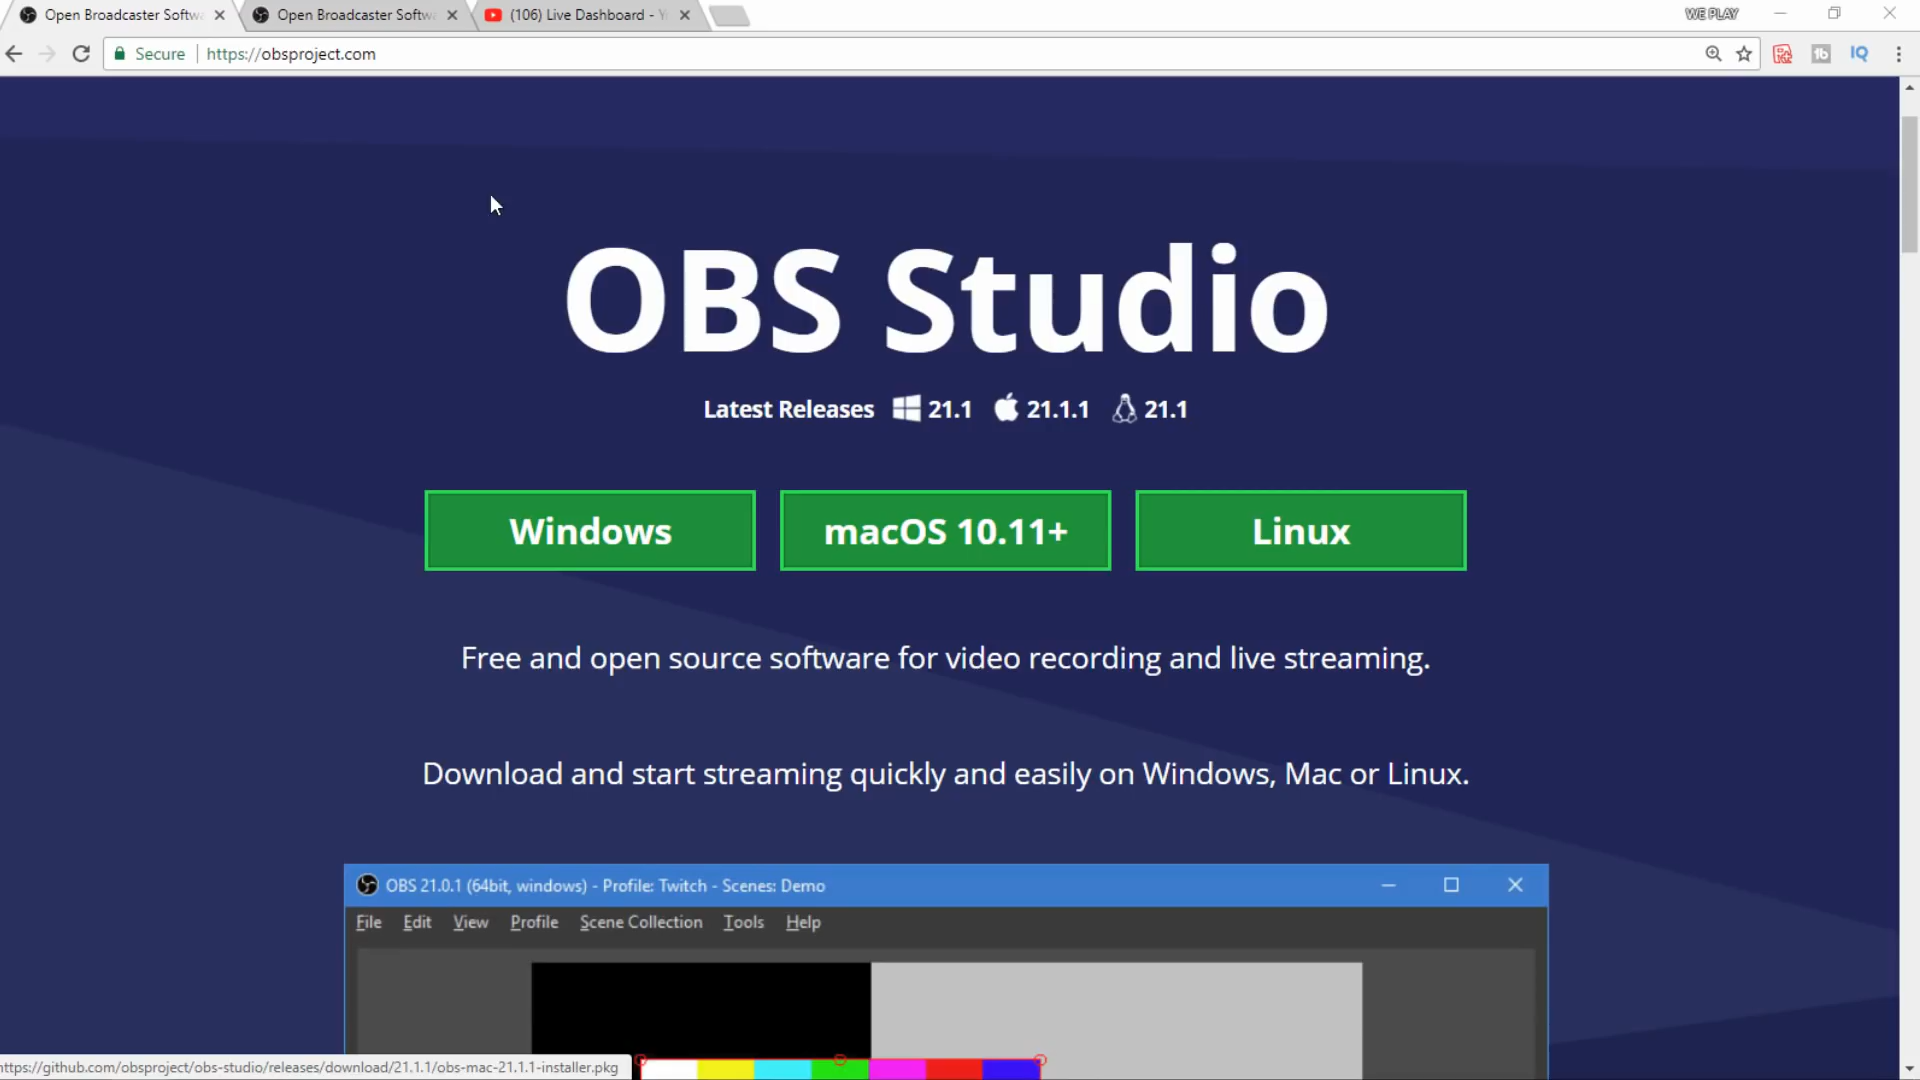 Open Broadcaster Softwa
Open Broadcaster Softwa
(106) Live Dashboard - Y
WE PLAY
Secure
https://obsproject.com
OBS Studio
Latest Releases 21.1 21.1.1 21.1
Windows
macOS 10.11+
Linux
Free and open source software for video recording and live streaming.
Download and start streaming quickly and easily on Windows, Mac or Linux.
OBS 21.0.1 (64bit, windows) - Profile: Twitch - Scenes: Demo
File Edit View Profile Scene Collection Tools Help
https://github.com/obsproject/obs-studio/releases/download/21.1.1/obs-mac-21.1.1-installer.pkg